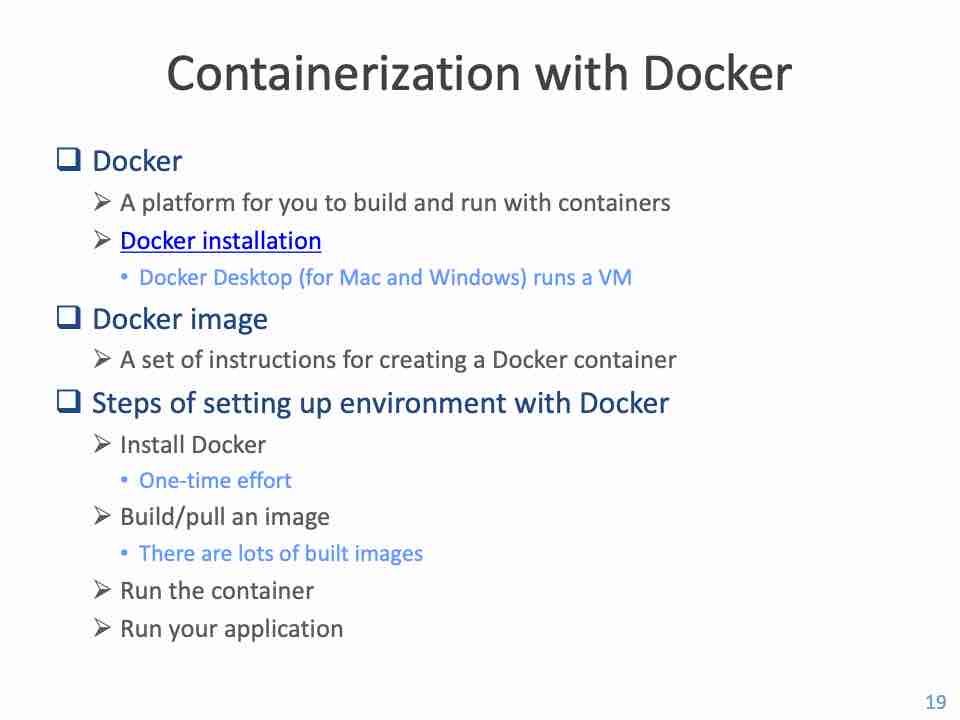 Containerization with Docker
Docker
A platform for you to build and run with containers
Docker installation
Docker Desktop (for Mac and Windows) runs a VM
Docker image
A set of instructions for creating a Docker container
Steps of setting up environment with Docker
Install Docker
One-time effort
Build/pull an image
There are lots of built images
Run the container
Run your application
19